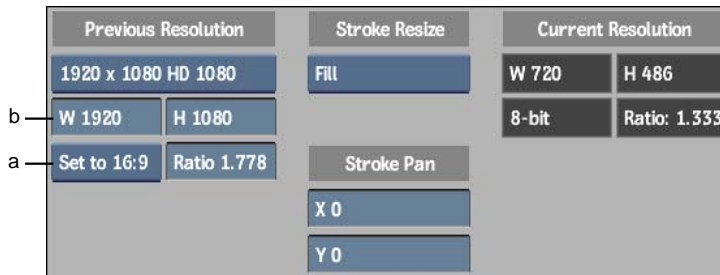 Previous Resolution Stroke Resize Current Resolution
1920 x 1080 HD 1080 Fill W 720 H 486
b W 1920 H 1080 8-bit Ratio: 1.333
a Set to 16:9 Ratio 1.778 Stroke Pan
X 0
Y 0